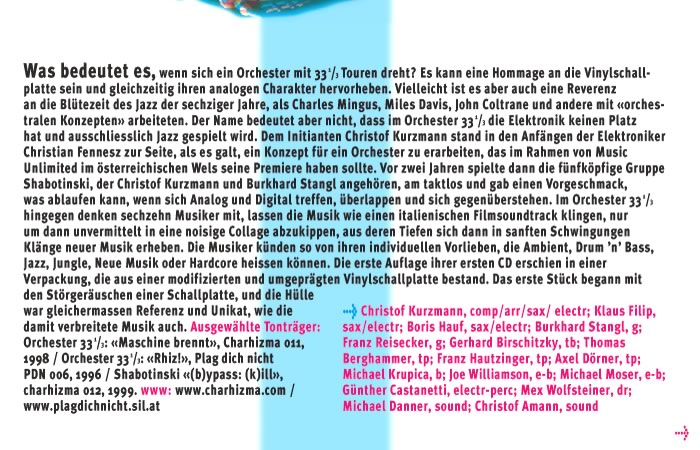 Was bedeutet es, wenn sich ein Orchester mit 33 1/3 Touren dreht? Es kann eine Hommage an die Vinylschall-
platte sein und gleichzeitig ihren analogen Charakter hervorheben. Vielleicht ist es aber auch eine Reverenz
an die Blütezeit des Jazz der sechziger Jahre, als Charles Mingus, Miles Davis, John Coltrane und andere mit «orches-
tralen Konzepten» arbeiteten. Der Name bedeutet aber nicht, dass im Orchester 33 1/3 die Elektronik keinen Platz
hat und ausschliesslich Jazz gespielt wird. Dem Initianten Christof Kurzmann stand in den Anfängen der Elektroniker
Christian Fennesz zur Seite, als es galt, ein Konzept für ein Orchester zu erarbeiten, das im Rahmen von Music
Unlimited im österreichischen Wels seine Premiere haben sollte. Vor zwei Jahren spielte dann die fünfköpfige Gruppe
Shabotinski, der Christof Kurzmann und Burkhard Stangl angehören, am taktlos und gab einen Vorgeschmack,
was ablaufen kann, wenn sich Analog und Digital treffen, überlappen und sich gegenüberstehen. Im Orchester 33 1/3
hingegen denken sechzehn Musiker mit, lassen die Musik wie einen italienischen Filmsoundtrack klingen, nur
um dann unvermittelt in eine noisige Collage abzukippen, aus deren Tiefen sich dann in sanften Schwingungen
Klänge neuer Musik erheben. Die Musiker künden so von ihren individuellen Vorlieben, die Ambient, Drum 'n' Bass,
Jazz, Jungle, Neue Musik oder Hardcore heissen können. Die erste Auflage ihrer ersten CD erschien in einer
Verpackung, die aus einer modifizierten und umgeprägten Vinylschallplatte bestand. Das erste Stück begann mit
den Störgeräuschen einer Schallplatte, und die Hülle
war gleichermassen Referenz und Unikat, wie die
damit verbreitete Musik auch. Ausgewählte Tonträger:
Orchester 33 1/3: «Maschine brennt», Charhizma 011,
1998 / Orchester 33 1/3: «Rhiz!», Plag dich nicht
PDN 006, 1996 / Shabotinski «(b)ypass: (k)ill»,
charhizma 012, 1999. www: www.charhizma.com /
www.plagdichnicht.sil.at
Christof Kurzmann, comp/arr/sax/ electr; Klaus Filip,
sax/electr; Boris Hauf, sax/electr; Burkhard Stangl, g;
Franz Reisecker, g; Gerhard Birschitzky, tb; Thomas
Berghammer, tp; Franz Hautzinger, tp; Axel Dörner, tp;
Michael Krupica, b; Joe Williamson, e-b; Michael Moser, e-b;
Günther Castanetti, electr-perc; Mex Wolfsteiner, dr;
Michael Danner, sound; Christof Amann, sound